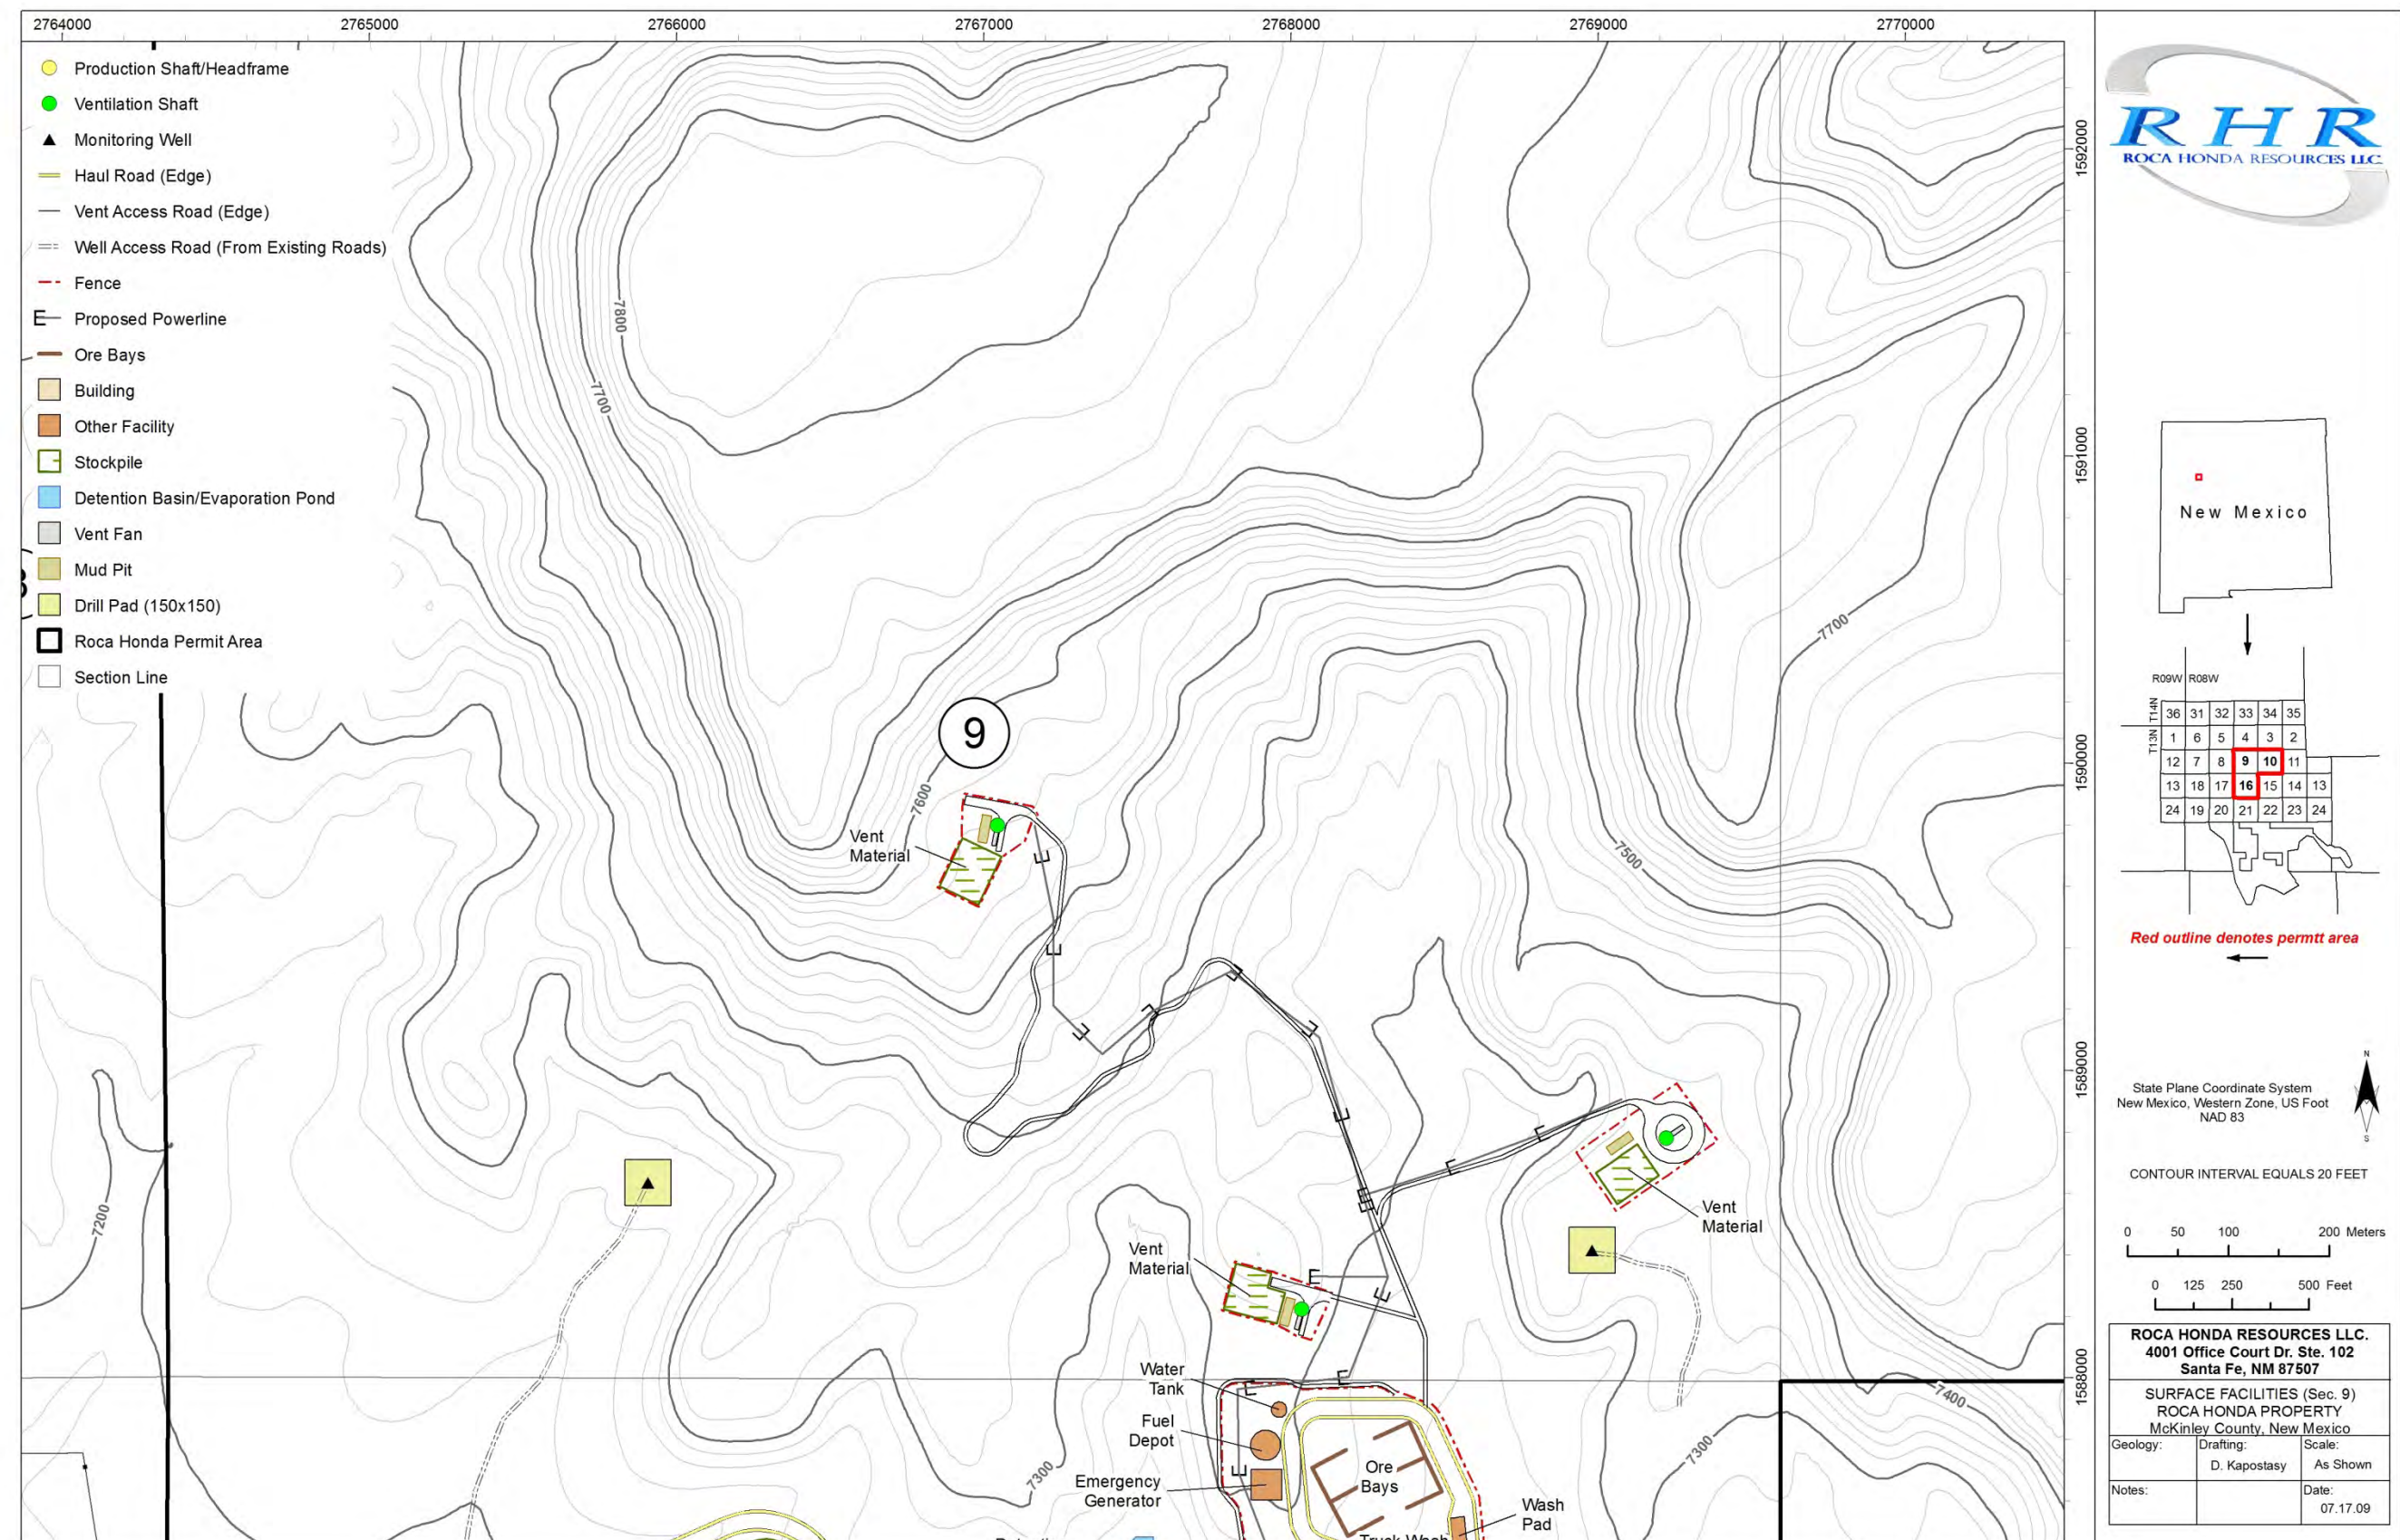 2764000
2765000
2766000
2767000
2768000
2769000
2770000
Production Shaft/Headframe
Ventilation Shaft
Monitoring Well
Haul Road (Edge)
Vent Access Road (Edge)
Well Access Road (From Existing Roads)
Fence
E Proposed Powerline
Ore Bays
Building
Other Facility
Stockpile
Detention Basin/Evaporation Pond
Vent Fan
Mud Pit
Drill Pad (150x150)
Roca Honda Permit Area
Section Line
7800
7700
7700
9
7600
7500
Vent
Material
Vent
Material
Vent
Material
7200
Water
Tank
Fuel
Depot
Emergency
Generator
Ore
Bays
Wash
Pad
Truck Wash
7300
7300
7400
1592000
1591000
1590000
1589000
1588000
RHR
ROCA HONDA RESOURCES LLC.
New Mexico
R09W R08W
T14N
T13N
36 31 32 33 34 35
1 6 5 4 3 2
12 7 8 9 10 11
13 18 17 16 15 14 13
24 19 20 21 22 23 24
Red outline denotes permtt area
N
S
State Plane Coordinate System
New Mexico, Western Zone, US Foot
NAD 83
CONTOUR INTERVAL EQUALS 20 FEET
0 50 100 200 Meters
0 125 250 500 Feet
ROCA HONDA RESOURCES LLC.
4001 Office Court Dr. Ste. 102
Santa Fe, NM 87507
SURFACE FACILITIES (Sec. 9)
ROCA HONDA PROPERTY
McKinley County, New Mexico
Geology: Drafting: Scale:
D. Kapostasy As Shown
Notes: Date:
07.17.09